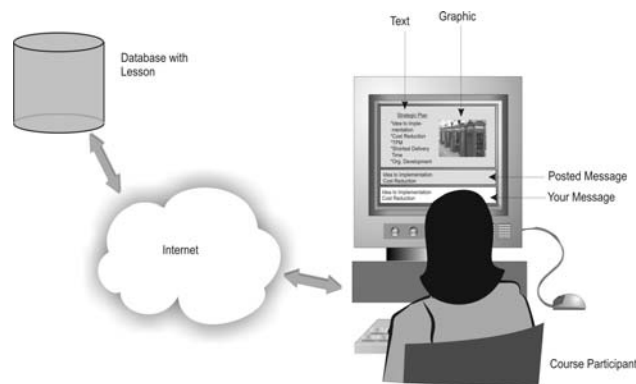 Text
Graphic
Database with
Lesson
Strategic Plan
*Idea to Imple-
mentation
*Cost Reduction
*TPM
*Shorted Delivery
Time
*Org. Development
Idea to Implementation
Cost Reduction
Posted Message
Idea to Implementation
Cost Reduction
Your Message
Internet
Course Participant